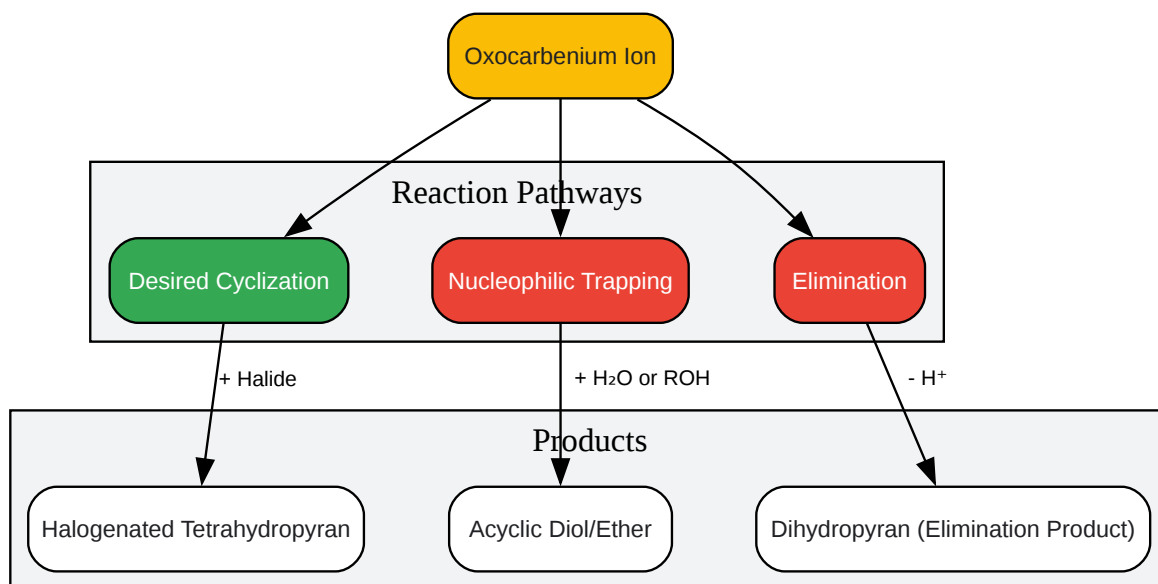 Oxocarbenium Ion
Reaction Pathways
Desired Cyclization
Nucleophilic Trapping
Elimination
+ Halide
+ H₂O or ROH
- H⁺
Products
Halogenated Tetrahydropyran
Acyclic Diol/Ether
Dihydropyran (Elimination Product)